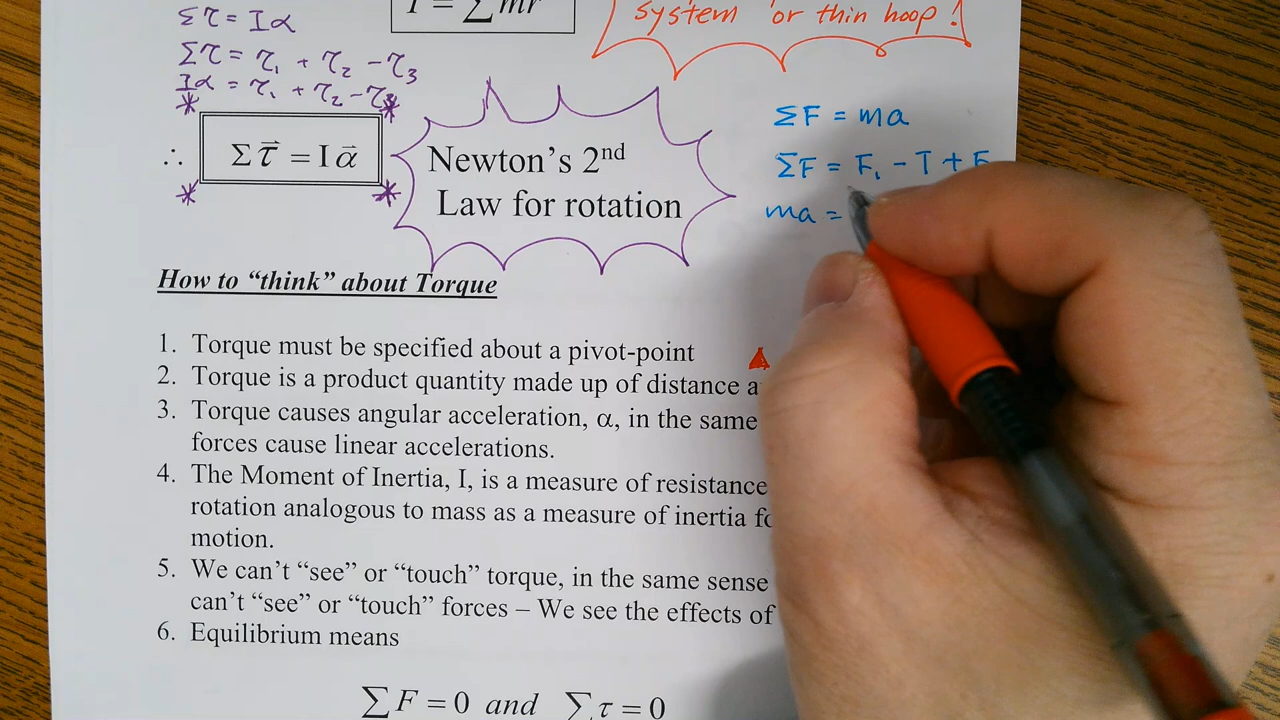 Στ = Iα
I = Σmr
system or thin hoop!
Στ = τ₁ + τ₂ - τ₃
Iα = τ₁ + τ₂ - τ₃
* *
∴ Στ⃗ = Iα⃗
* *
Newton's 2nd
Law for rotation
ΣF = ma
ΣF = F₁ - T + F
ma =
How to "think" about Torque
1. Torque must be specified about a pivot-point
2. Torque is a product quantity made up of distance
3. Torque causes angular acceleration, α, in the same
forces cause linear accelerations.
4. The Moment of Inertia, I, is a measure of resistance
rotation analogous to mass as a measure of inertia
motion.
5. We can't "see" or "touch" torque, in the same sense
can't "see" or "touch" forces – We see the effects of
6. Equilibrium means
ΣF = 0 and Στ = 0